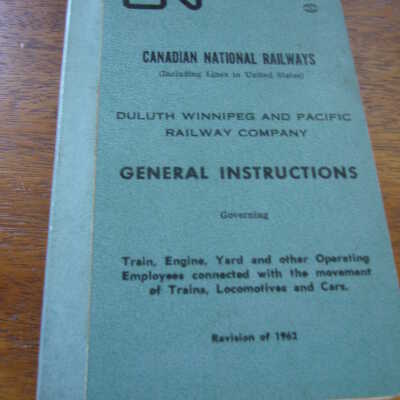 CN
CANADIAN NATIONAL RAILWAYS
(Including Lines in United States)
DULUTH WINNIPEG AND PACIFIC
RAILWAY COMPANY
GENERAL INSTRUCTIONS
Governing
Train, Engine, Yard and other Operating
Employees connected with the movement
of Trains, Locomotives and Cars.
Revision of 1962